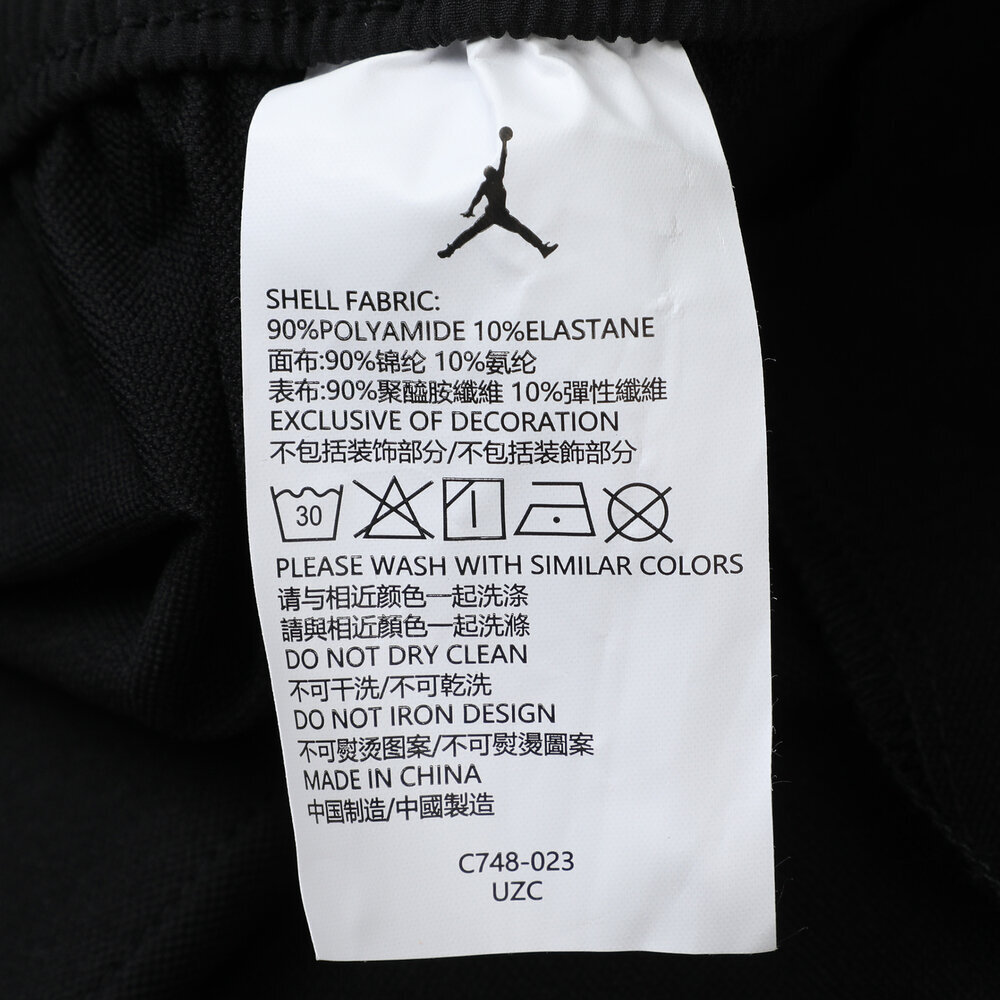 SHELL FABRIC:
90%POLYAMIDE 10%ELASTANE
面布:90%锦纶 10%氨纶
表布:90%聚醯胺纖維 10%彈性纖維
EXCLUSIVE OF DECORATION
不包括装饰部分/不包括装飾部分
30
PLEASE WASH WITH SIMILAR COLORS
请与相近颜色一起洗涤
請與相近顏色一起洗滌
DO NOT DRY CLEAN
不可干洗/不可乾洗
DO NOT IRON DESIGN
不可熨烫图案/不可熨燙圖案
MADE IN CHINA
中国制造/中國製造
C748-023
UZC